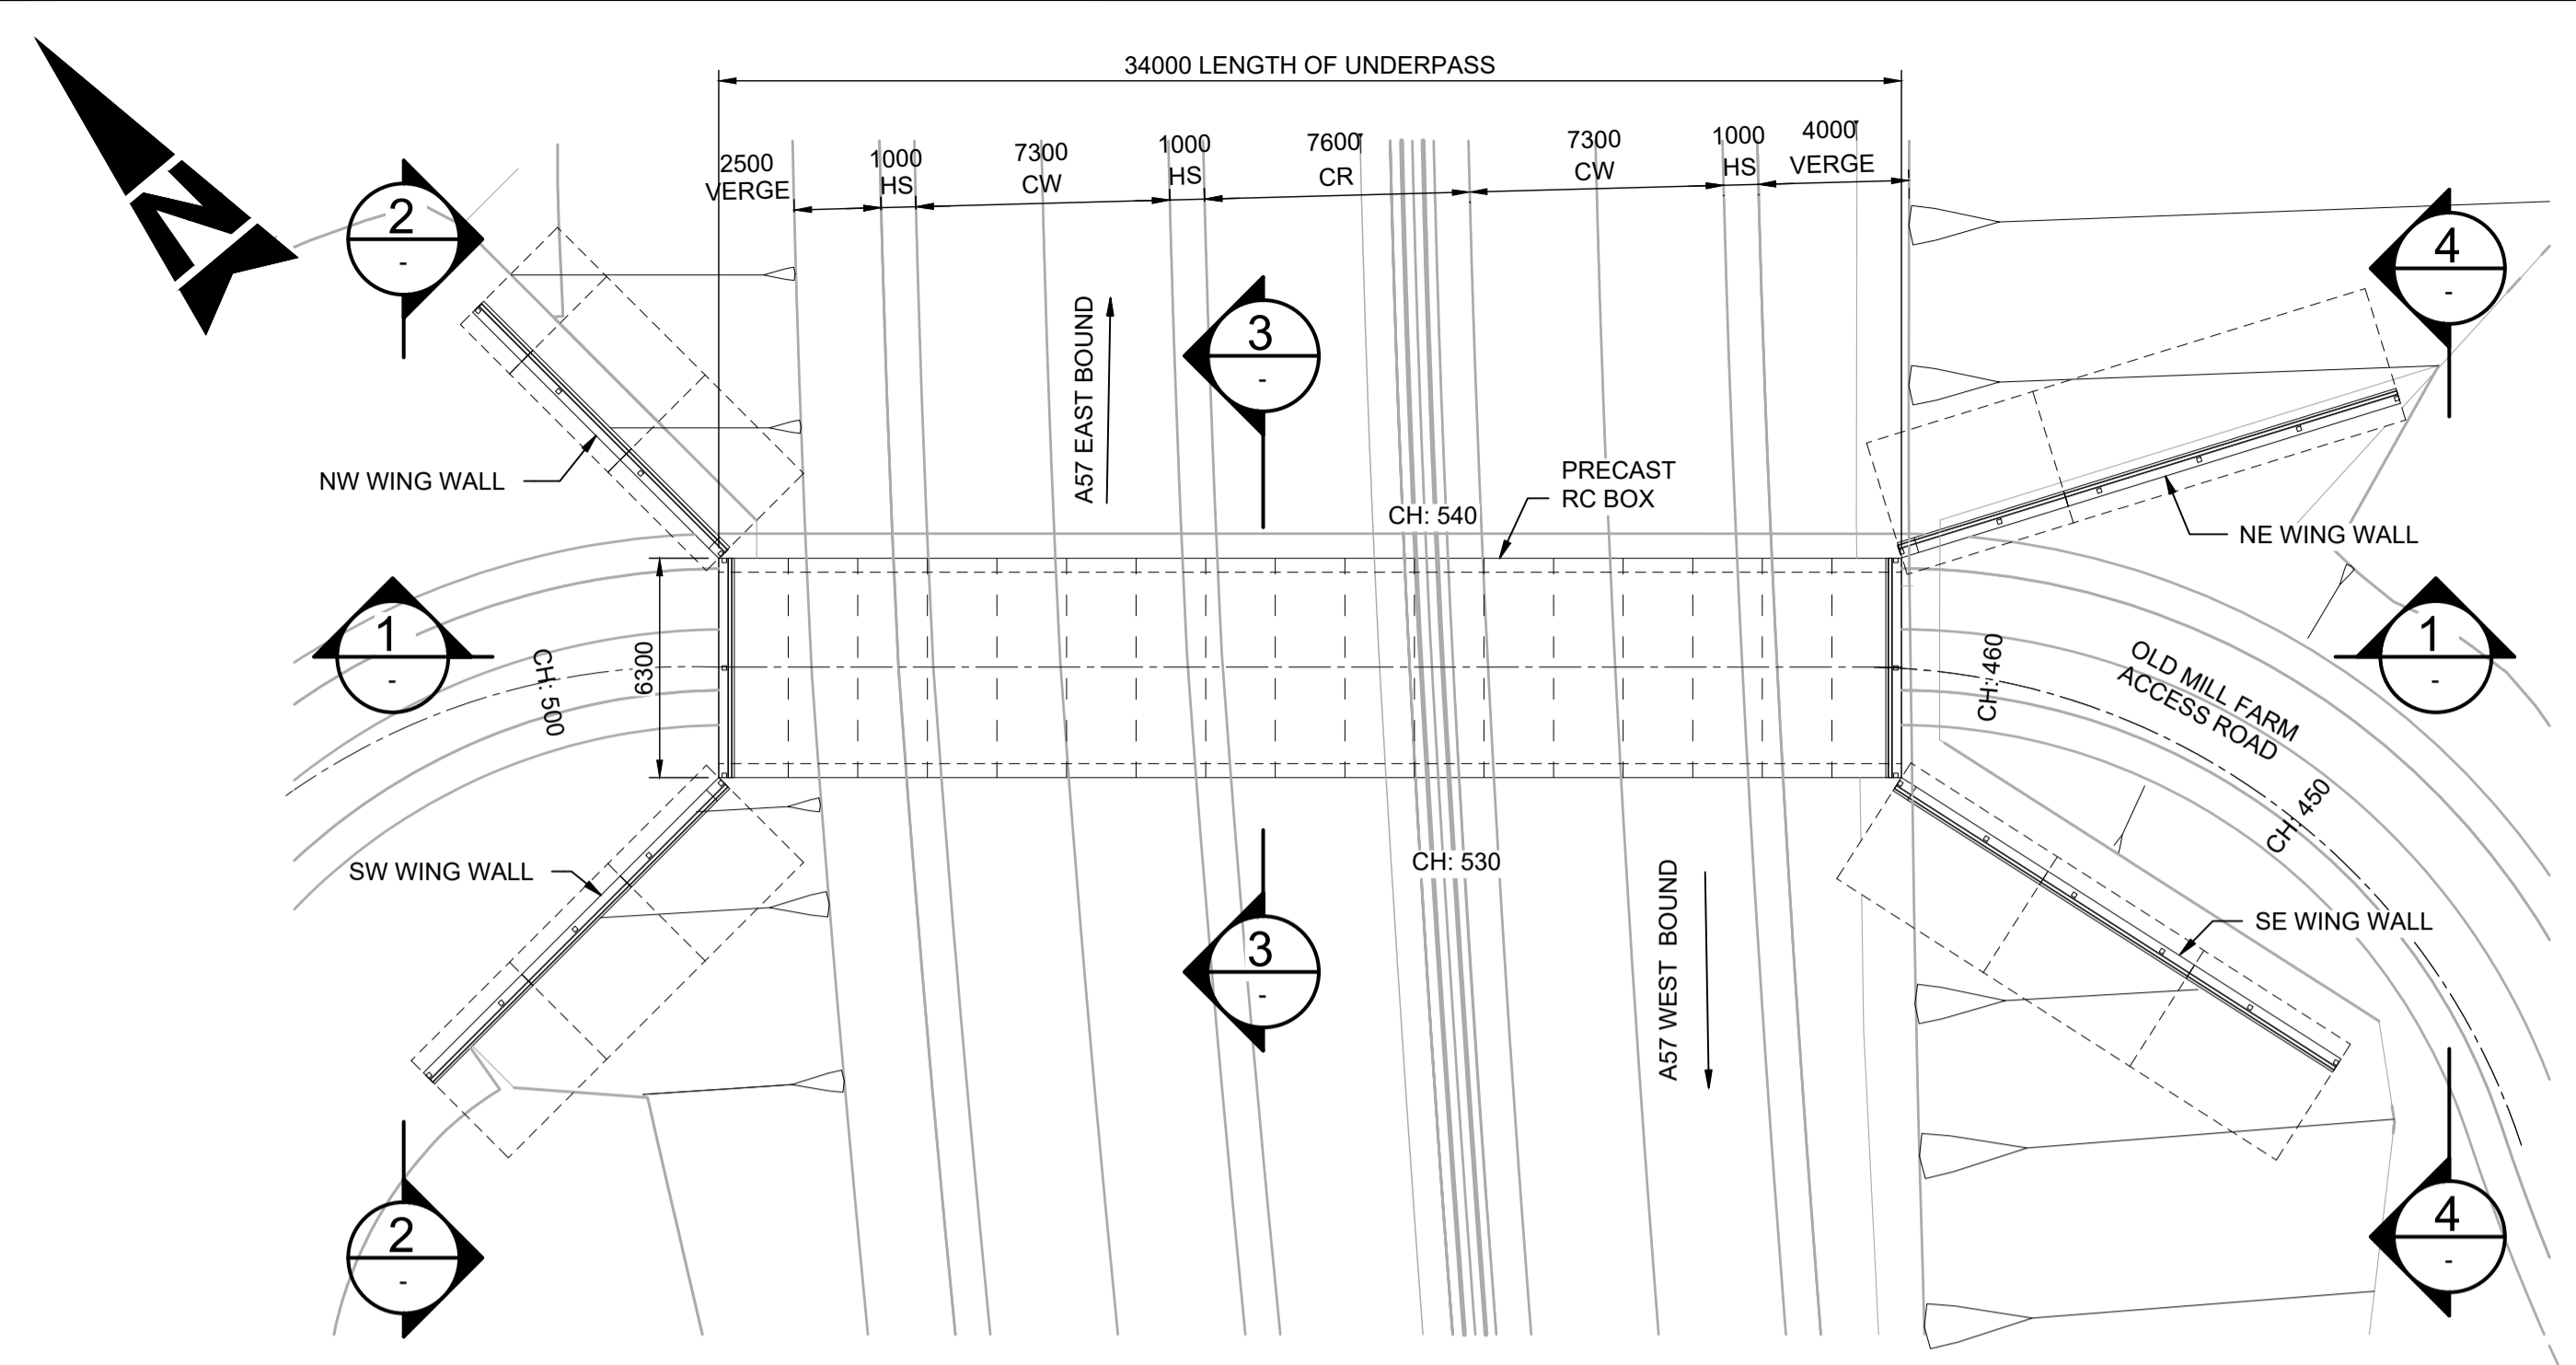 34000 LENGTH OF UNDERPASS
2500
VERGE
1000
HS
7300
CW
1000
HS
7600
CR
7300
CW
1000
HS
4000
VERGE
N
2
-
3
-
4
-
A57 EAST BOUND
NW WING WALL
PRECAST
RC BOX
CH: 540
NE WING WALL
1
-
CH: 500
6300
CH: 460
OLD MILL FARM
ACCESS ROAD
1
-
CH: 450
SW WING WALL
CH: 530
A57 WEST BOUND
SE WING WALL
3
-
2
-
4
-